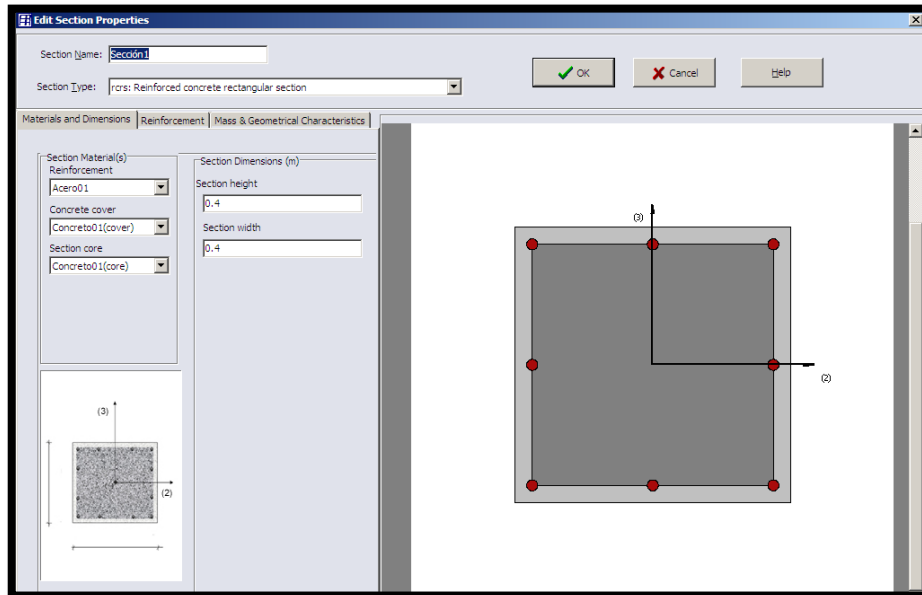 Edit Section Properties
Section Name: Sección1
Section Type: rcrs: Reinforced concrete rectangular section
OK
Cancel
Help
Materials and Dimensions
Reinforcement
Mass & Geometrical Characteristics
Section Material(s)
Reinforcement
Acero01
Concrete cover
Concreto01(cover)
Section core
Concreto01(core)
Section Dimensions (m)
Section height
0.4
Section width
0.4
(3)
(2)
(3)
(2)